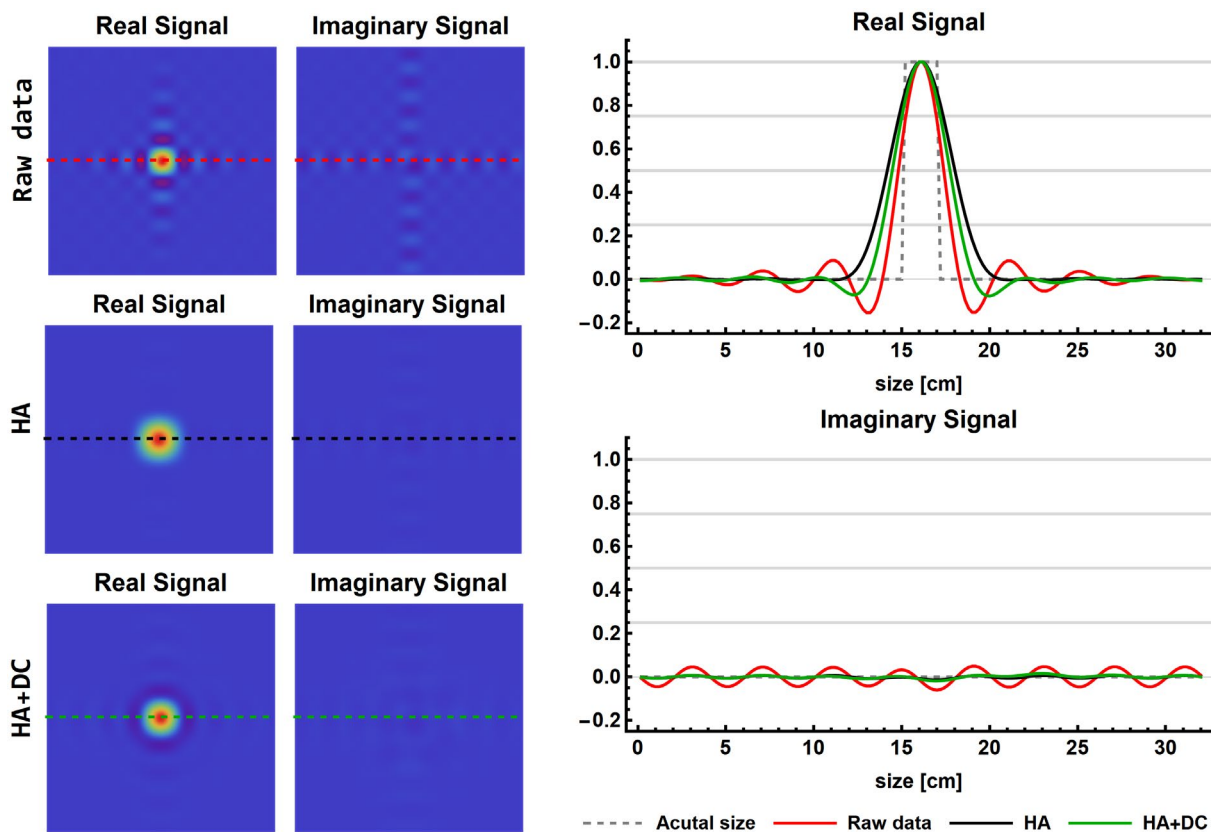 Real Signal
Imaginary Signal
Raw data
Real Signal
Imaginary Signal
HA
Real Signal
Imaginary Signal
HA+DC
Real Signal
1.0
0.8
0.6
0.4
0.2
0.0
−0.2
0 5 10 15 20 25 30
size [cm]
Imaginary Signal
1.0
0.8
0.6
0.4
0.2
0.0
−0.2
0 5 10 15 20 25 30
size [cm]
Acutal size Raw data HA HA+DC